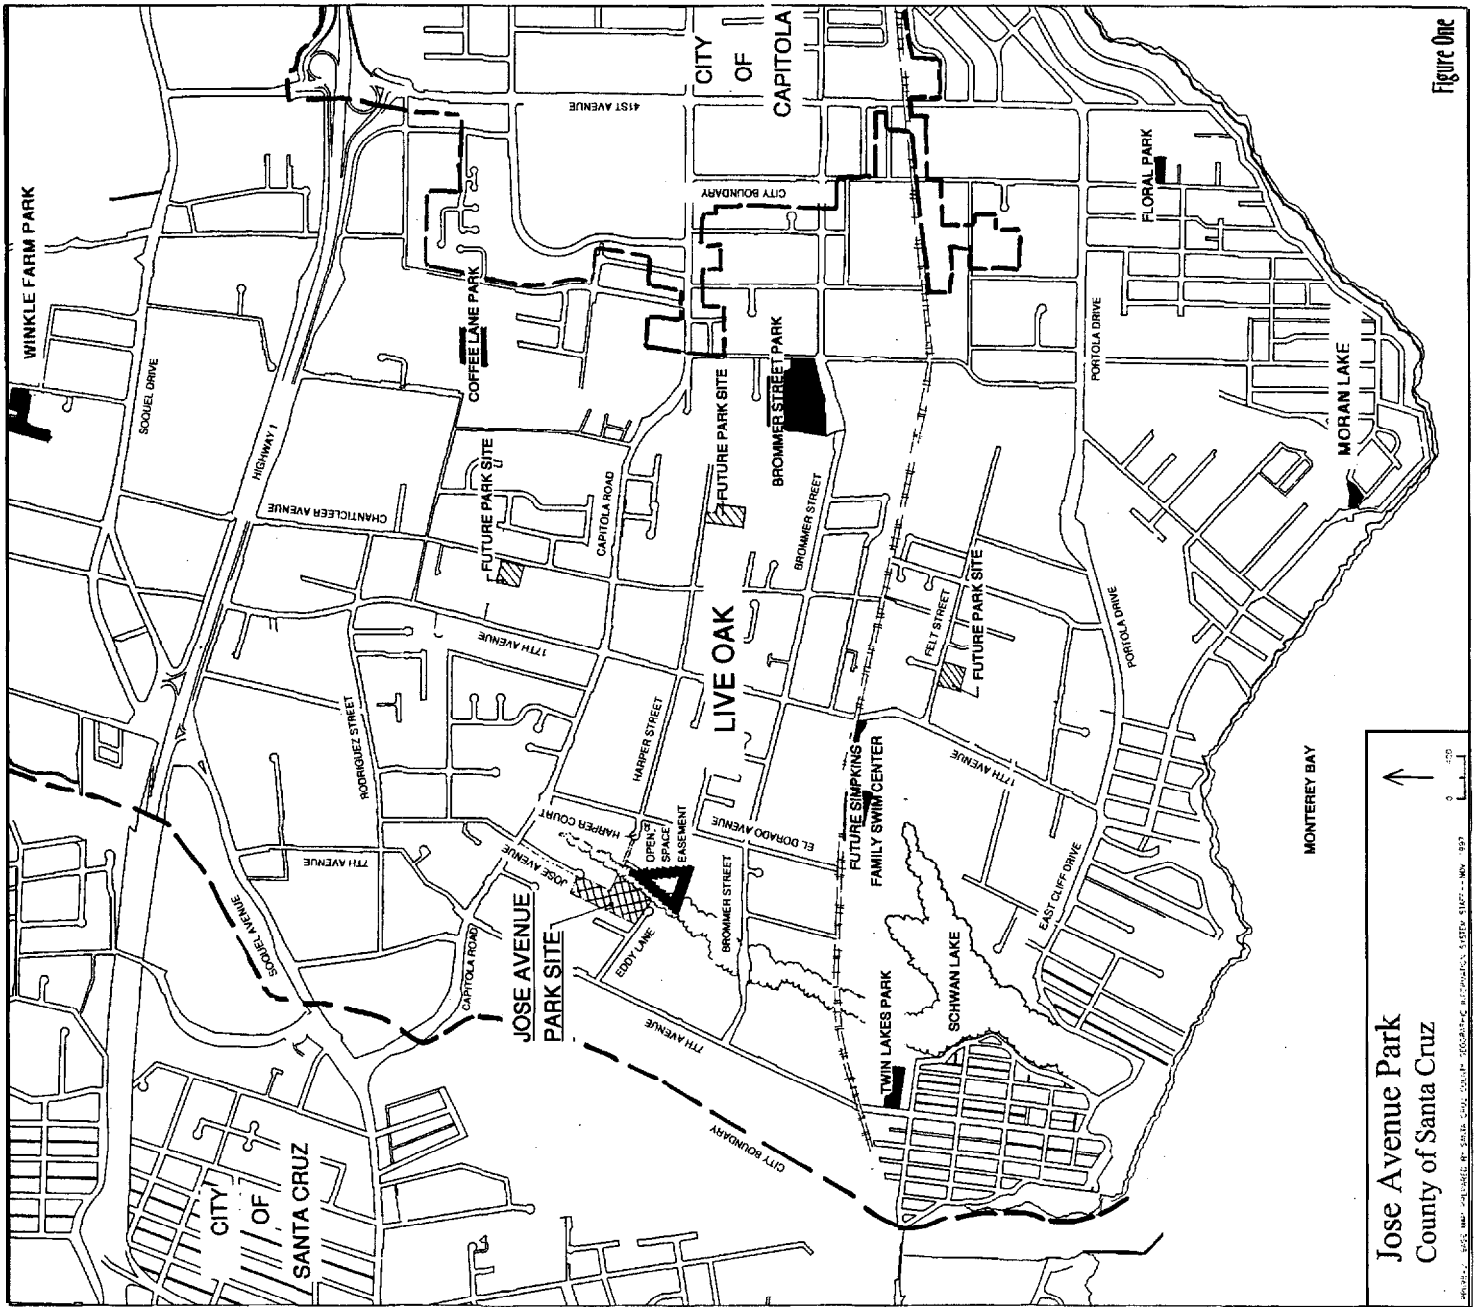 Figure One
WINKLE FARM PARK
SOQUEL DRIVE
HIGHWAY 1
41ST AVENUE
CITY
OF
CAPITOLA
CITY BOUNDARY
FLORAL PARK
COFFEE LANE PARK
FUTURE PARK SITE
CHANTICLEER AVENUE
CAPITOLA ROAD
FUTURE PARK SITE
BROMMER STREET PARK
BROMMER STREET
PORTOLA DRIVE
MORAN LAKE
17TH AVENUE
LIVE OAK
FELT STREET
FUTURE PARK SITE
PORTOLA DRIVE
RODRIGUEZ STREET
HARPER STREET
17TH AVENUE
FUTURE SIMPKINS
FAMILY SWIM CENTER
MONTEREY BAY
7TH AVENUE
HARPER COURT
JOSE AVENUE
OPEN
SPACE
EASEMENT
EL DORADO AVENUE
BROMMER STREET
EAST CLIFF DRIVE
SOQUEL AVENUE
CAPITOLA ROAD
JOSE AVENUE
PARK SITE
EDDY LANE
7TH AVENUE
SCHWAN LAKE
TWIN LAKES PARK
CITY BOUNDARY
CITY
OF
SANTA CRUZ
Jose Avenue Park
County of Santa Cruz